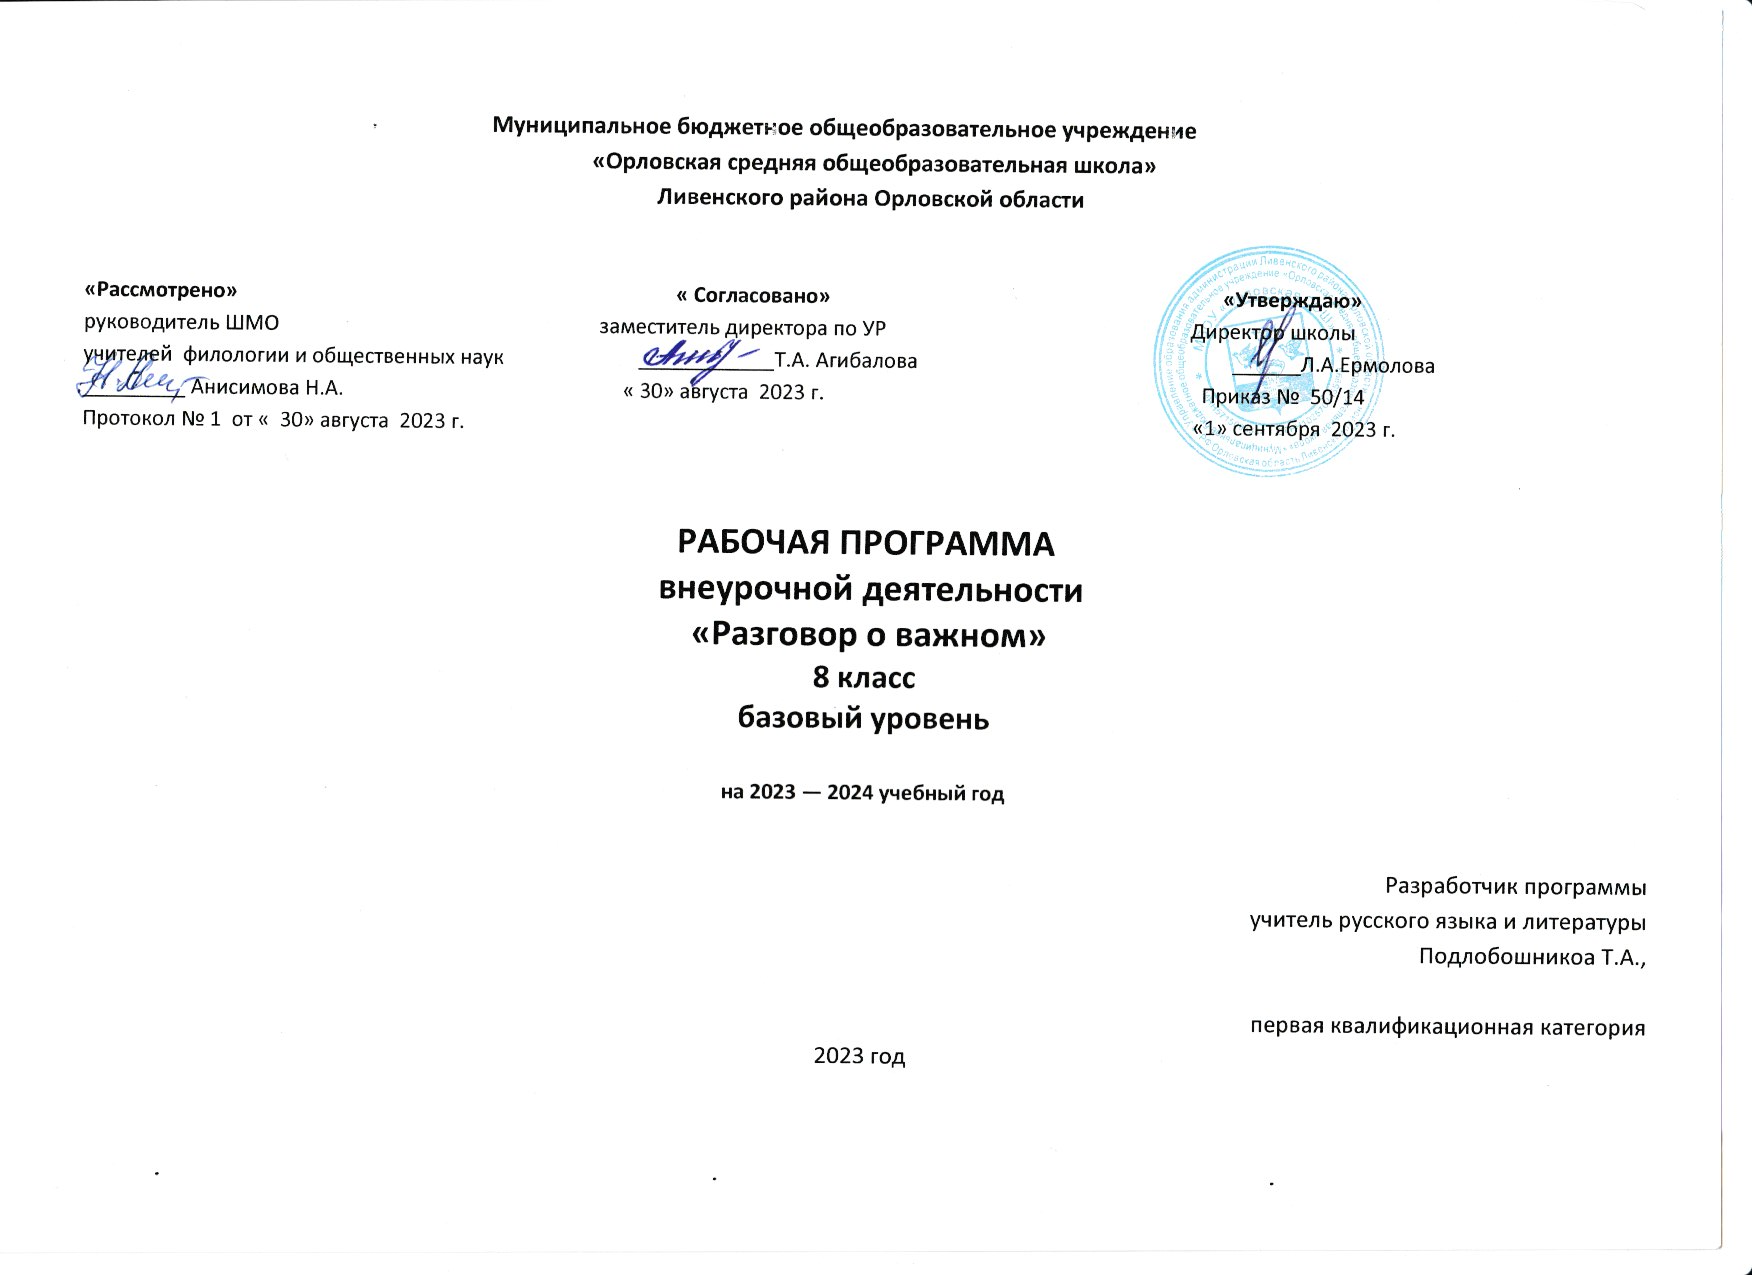 Муниципальное бюджетное общеобразовательное учреждение
«Орловская средняя общеобразовательная школа»
Ливенского района Орловской области
«Рассмотрено»
руководитель ШМО
учителей филологии и общественных наук
_________Анисимова Н.А.
Протокол № 1 от « 30» августа 2023 г.
« Согласовано»
заместитель директора по УР
____________Т.А. Агибалова
« 30» августа 2023 г.
«Утверждаю»
Директор школы
______Л.А.Ермолова
Приказ № 50/14
«1» сентября 2023 г.
РАБОЧАЯ ПРОГРАММА
внеурочной деятельности
«Разговор о важном»
8 класс
базовый уровень
на 2023 — 2024 учебный год
Разработчик программы
учитель русского языка и литературы
Подлобошникоа Т.А.,
первая квалификационная категория
2023 год